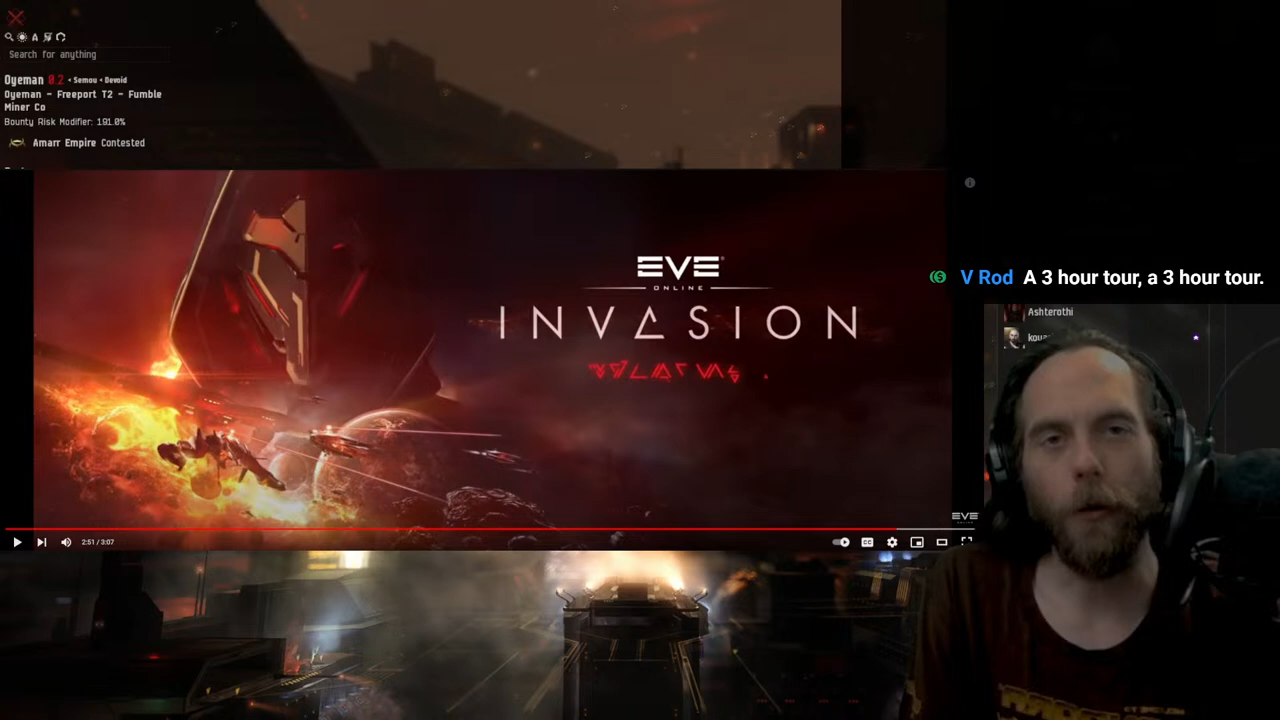 Search for anything
Oyeman 0.2 < Semou < Devoid
Oyeman - Freeport T2 - Fumble
Miner Co
Bounty Risk Modifier: 191.0%
Amarr Empire Contested
EVE
ONLINE
INVASION
V Rod A 3 hour tour, a 3 hour tour.
Ashterothi
EVE
2:51 / 3:07
CC